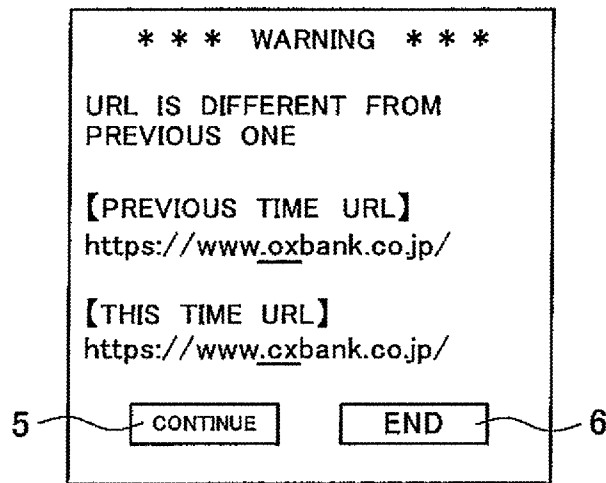 * * * WARNING * * *
URL IS DIFFERENT FROM
PREVIOUS ONE
【PREVIOUS TIME URL】
https://www.oxbank.co.jp/
【THIS TIME URL】
https://www.cxbank.co.jp/
5 CONTINUE END 6